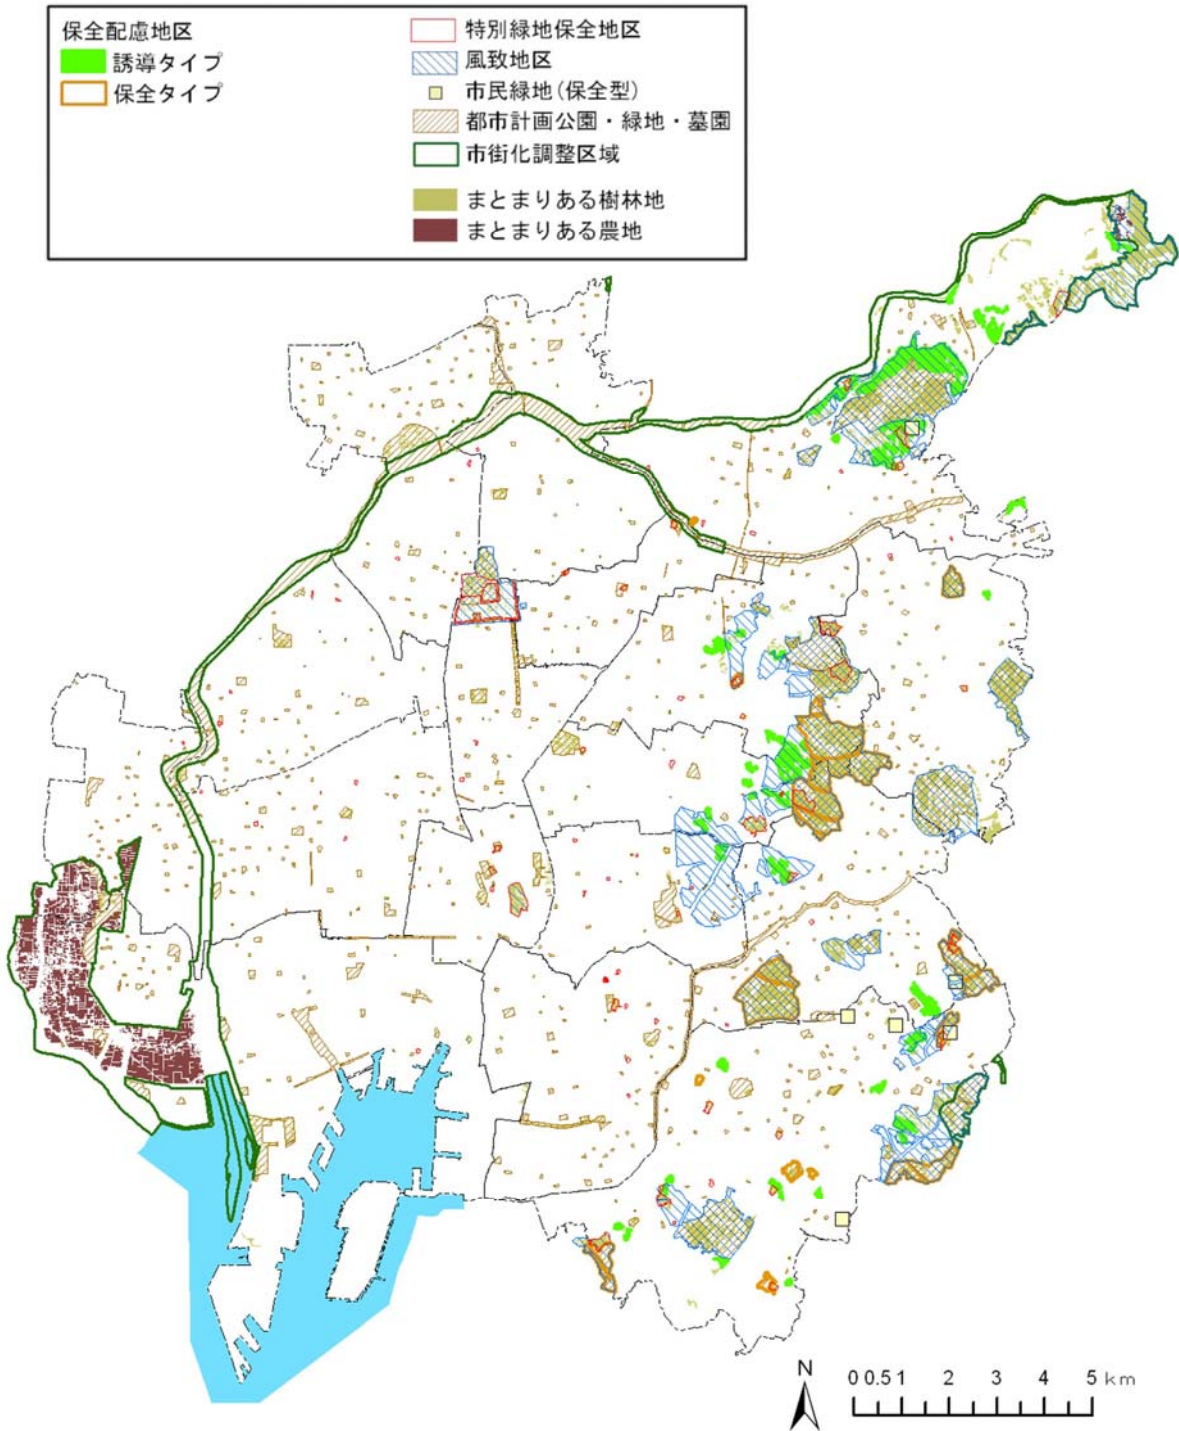 保全配慮地区
誘導タイプ
保全タイプ
特別緑地保全地区
風致地区
市民緑地(保全型)
都市計画公園・緑地・墓園
市街化調整区域
まとまりある樹林地
まとまりある農地
N
0 0.5 1 2 3 4 5 km